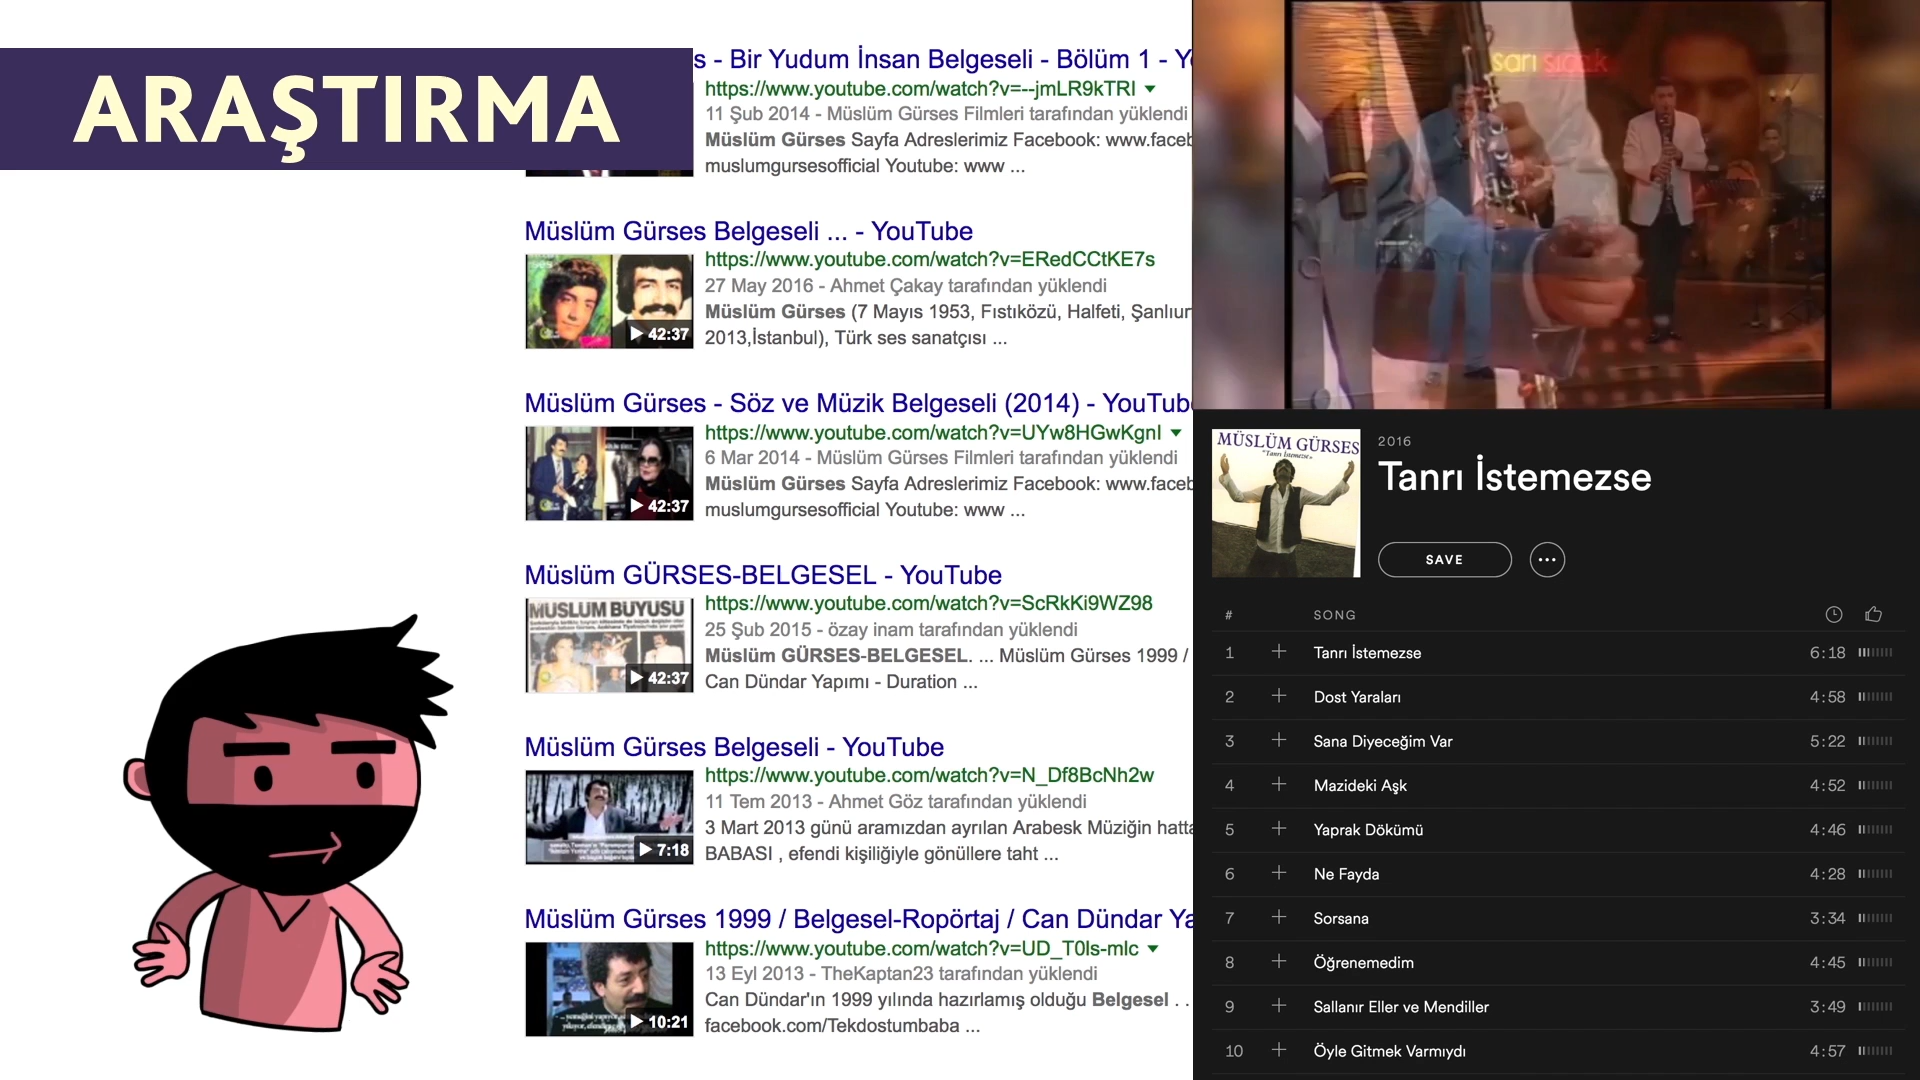 ARAŞTIRMA
s - Bir Yudum İnsan Belgeseli - Bölüm 1 - Y
https://www.youtube.com/watch?v=--jmLR9kTRI
11 Şub 2014 - Müslüm Gürses Filmleri tarafından yüklendi
Müslüm Gürses Sayfa Adreslerimiz Facebook: www.faceb
muslumgursesofficial Youtube: www ...
Müslüm Gürses Belgeseli ... - YouTube
https://www.youtube.com/watch?v=ERedCCtKE7s
27 May 2016 - Ahmet Çakay tarafından yüklendi
Müslüm Gürses (7 Mayıs 1953, Fıstıközü, Halfeti, Şanlıur
2013,İstanbul), Türk ses sanatçısı ...
42:37
Müslüm Gürses - Söz ve Müzik Belgeseli (2014) - YouTub
https://www.youtube.com/watch?v=UYw8HGwKgnI
6 Mar 2014 - Müslüm Gürses Filmleri tarafından yüklendi
Müslüm Gürses Sayfa Adreslerimiz Facebook: www.faceb
muslumgursesofficial Youtube: www ...
42:37
Müslüm GÜRSES-BELGESEL - YouTube
https://www.youtube.com/watch?v=ScRkKi9WZ98
25 Şub 2015 - özay inam tarafından yüklendi
Müslüm GÜRSES-BELGESEL. ... Müslüm Gürses 1999 /
Can Dündar Yapımı - Duration ...
MÜSLÜM BÜYÜSÜ
42:37
Müslüm Gürses Belgeseli - YouTube
https://www.youtube.com/watch?v=N_Df8BcNh2w
11 Tem 2013 - Ahmet Göz tarafından yüklendi
3 Mart 2013 günü aramızdan ayrılan Arabesk Müziğin hatta
BABASI , efendi kişiliğiyle gönüllere taht ...
7:18
Müslüm Gürses 1999 / Belgesel-Ropörtaj / Can Dündar Ya
https://www.youtube.com/watch?v=UD_T0ls-mlc
13 Eyl 2013 - TheKaptan23 tarafından yüklendi
Can Dündar'ın 1999 yılında hazırlamış olduğu Belgesel . .
facebook.com/Tekdostumbaba ...
10:21
sarı sıcak
MÜSLÜM GÜRSES
"Tanrı İstemezse"
2016
Tanrı İstemezse
SAVE
# SONG
1 Tanrı İstemezse 6:18
2 Dost Yaraları 4:58
3 Sana Diyeceğim Var 5:22
4 Mazideki Aşk 4:52
5 Yaprak Dökümü 4:46
6 Ne Fayda 4:28
7 Sorsana 3:34
8 Öğrenemedim 4:45
9 Sallanır Eller ve Mendiller 3:49
10 Öyle Gitmek Varmıydı 4:57